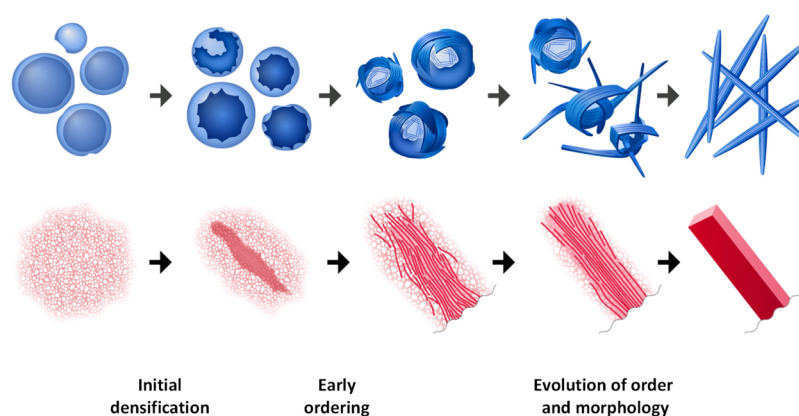 Initial
densification
Early
ordering
Evolution of order
and morphology